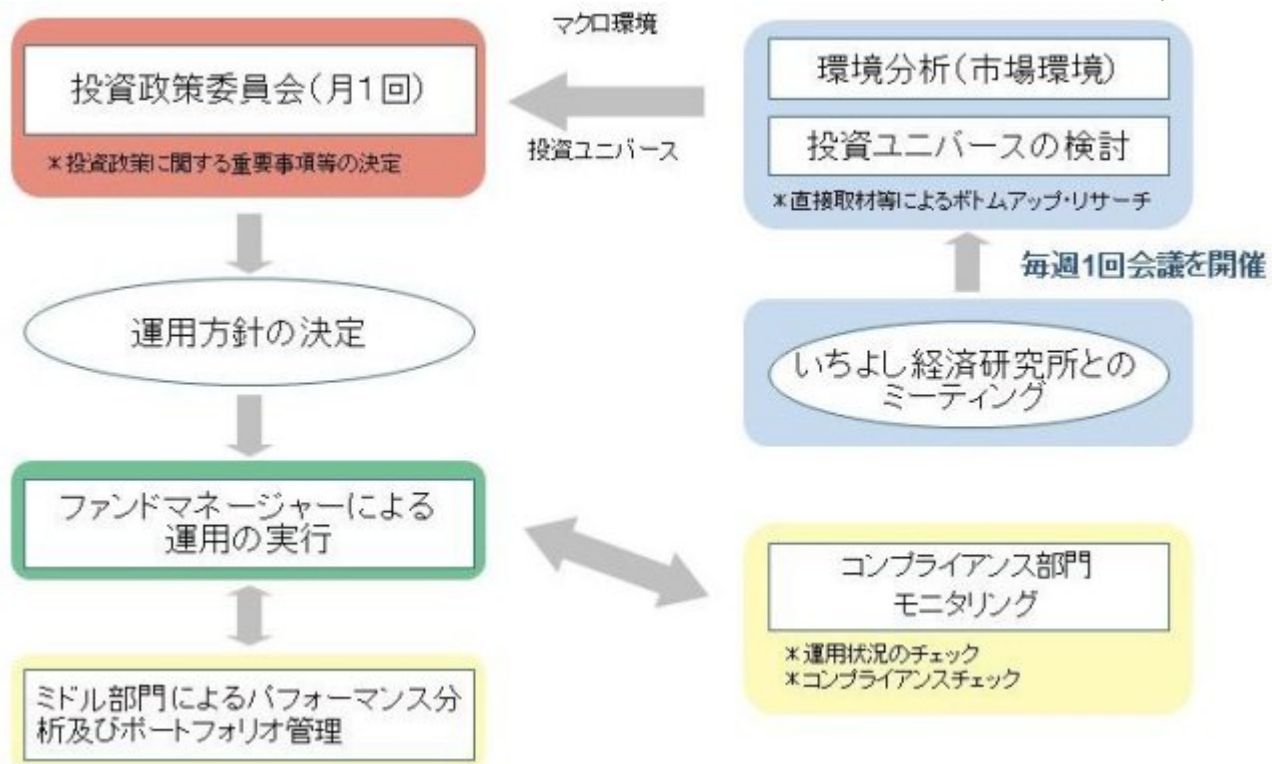 マクロ環境
投資政策委員会(月1回)
*投資政策に関する重要事項等の決定
投資ユニバース
環境分析(市場環境)
投資ユニバースの検討
*直接取材等によるボトムアップ・リサーチ
毎週1回会議を開催
いちよし経済研究所との
ミーティング
運用方針の決定
ファンドマネージャーによる
運用の実行
コンプライアンス部門
モニタリング
*運用状況のチェック
*コンプライアンスチェック
ミドル部門によるパフォーマンス分
析及びポートフォリオ管理